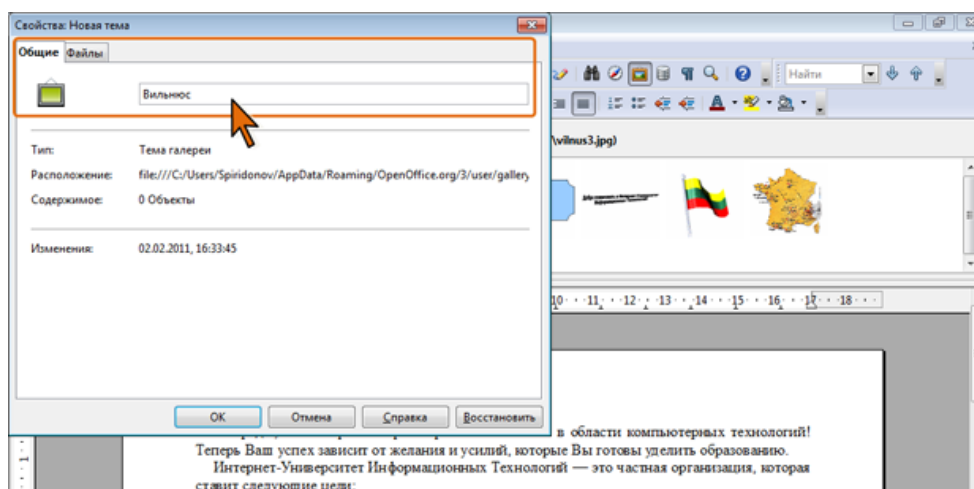 Свойства: Новая тема
Общие Файлы
Найти
Вильнюс
\vilnus3.jpg)
Тип: Тема галереи
Расположение: file:///C:/Users/Spiridonov/AppData/Roaming/OpenOffice.org/3/user/gallery
Содержимое: 0 Объекты
Изменения: 02.02.2011, 16:33:45
10 11 12 13 14 15 16 17 18
OK Отмена Справка Восстановить
в области компьютерных технологий!
Теперь Ваш успех зависит от желания и усилий, которые Вы готовы уделить образованию.
Интернет-Университет Информационных Технологий — это частная организация, которая
ставит следующие цели: